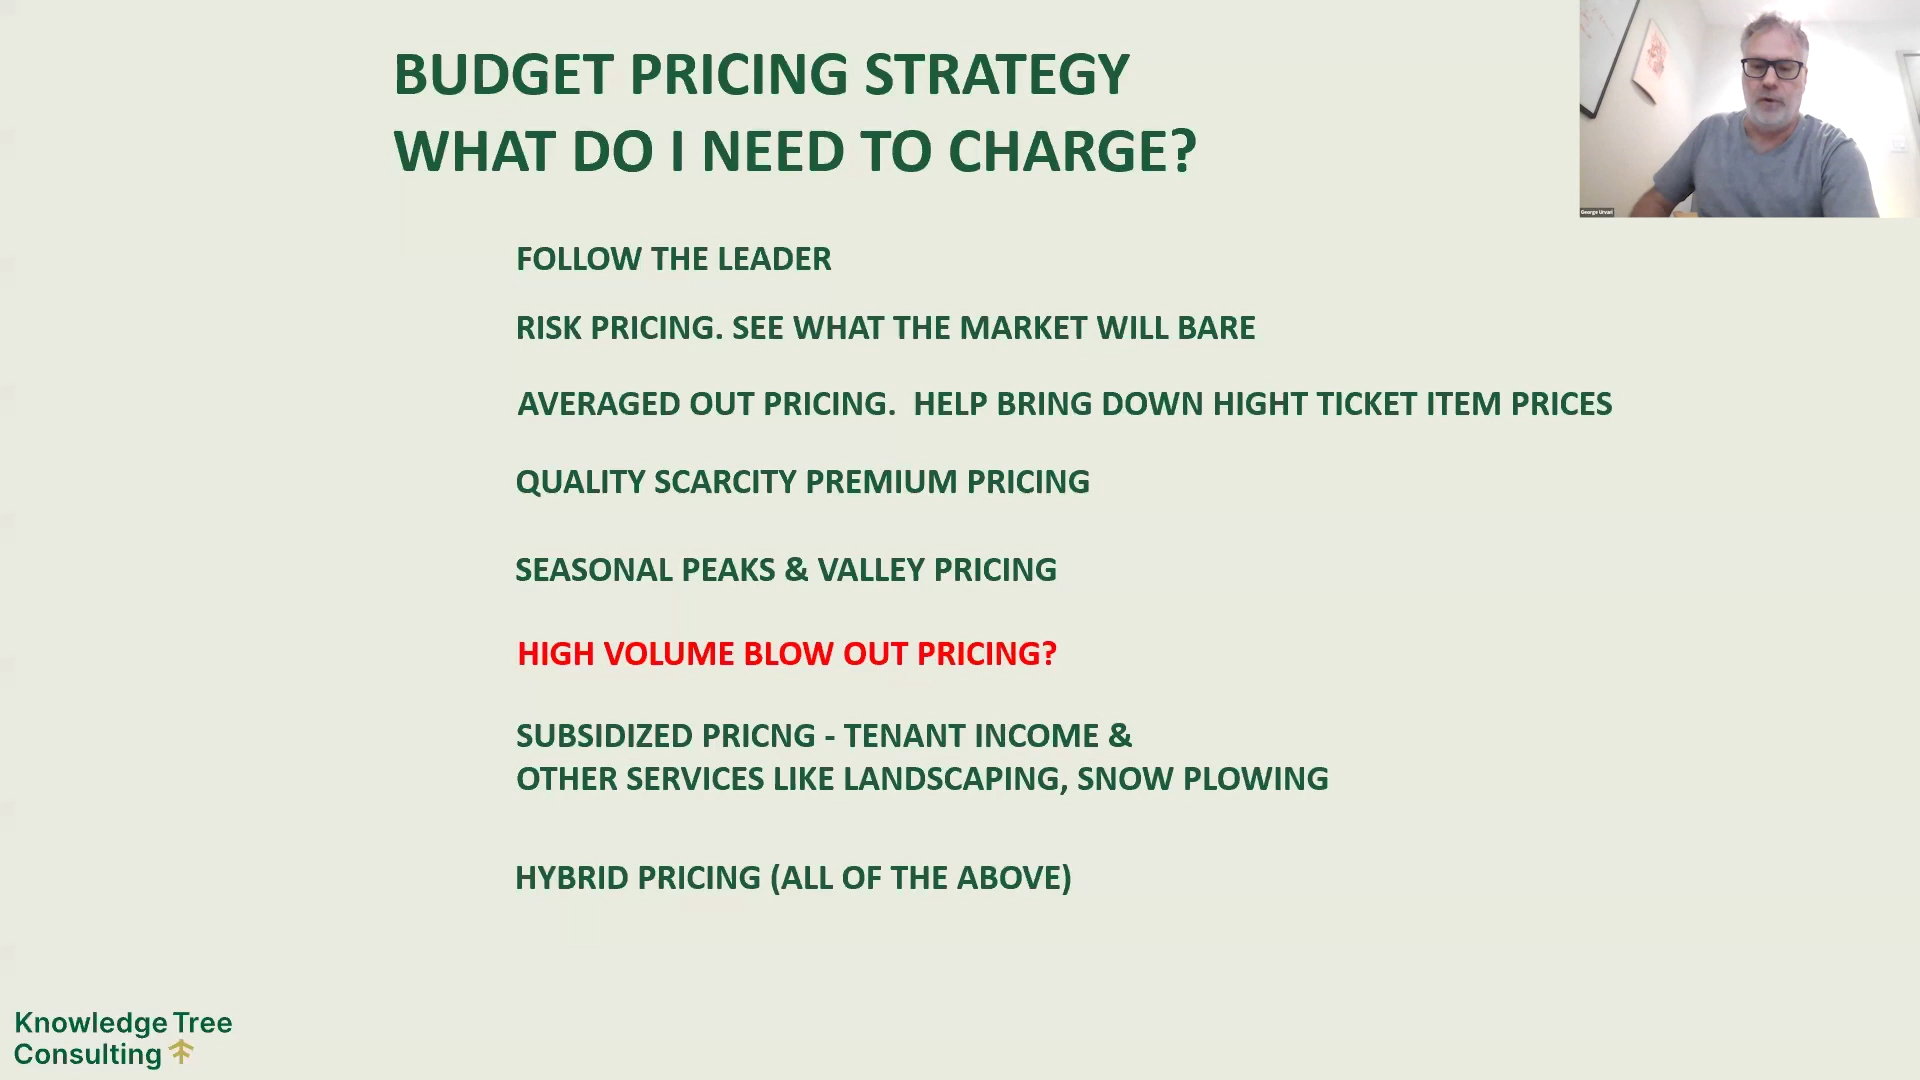 BUDGET PRICING STRATEGY
WHAT DO I NEED TO CHARGE?
FOLLOW THE LEADER
RISK PRICING. SEE WHAT THE MARKET WILL BARE
AVERAGED OUT PRICING.  HELP BRING DOWN HIGHT TICKET ITEM PRICES
QUALITY SCARCITY PREMIUM PRICING
SEASONAL PEAKS & VALLEY PRICING
HIGH VOLUME BLOW OUT PRICING?
SUBSIDIZED PRICNG - TENANT INCOME &
OTHER SERVICES LIKE LANDSCAPING, SNOW PLOWING
HYBRID PRICING (ALL OF THE ABOVE)
Knowledge Tree
Consulting
George Urvari